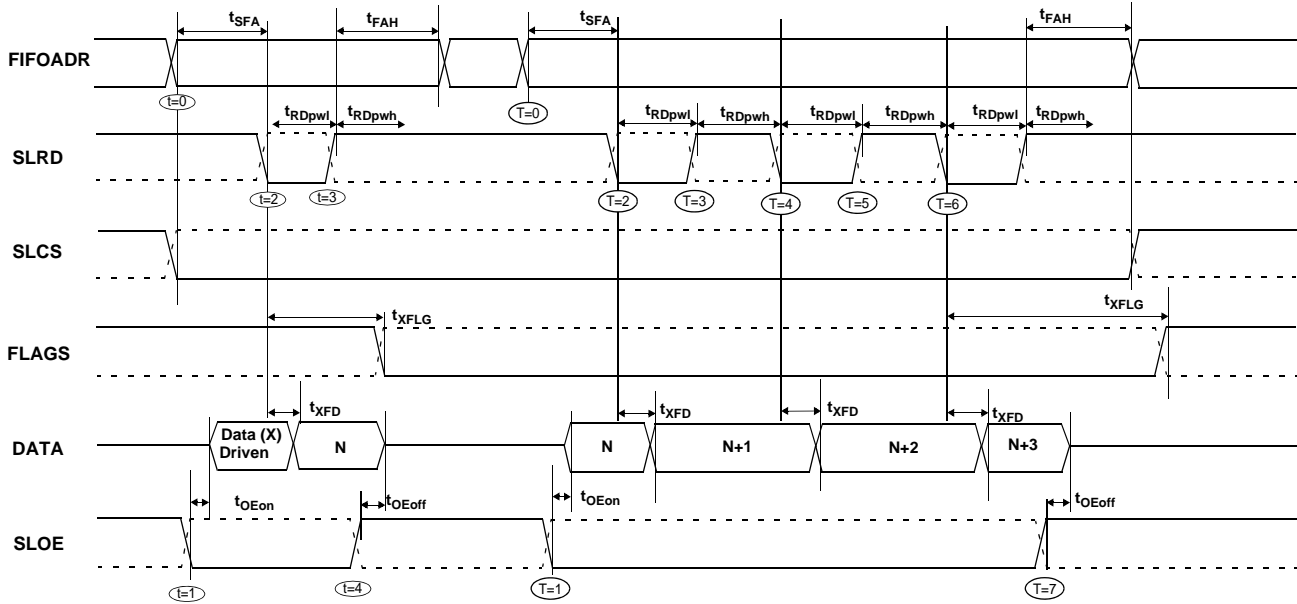 tSFA tFAH tSFA tFAH
FIFOADR
t=0 T=0
tRDpwl tRDpwh tRDpwl tRDpwh tRDpwl tRDpwh tRDpwl tRDpwh
SLRD
t=2 t=3 T=2 T=3 T=4 T=5 T=6
SLCS
tXFLG tXFLG
FLAGS
tXFD tXFD tXFD tXFD
DATA
Data (X)
Driven
N N N+1 N+2 N+3
tOEon tOEoff tOEon tOEoff
SLOE
t=1 t=4 T=1 T=7